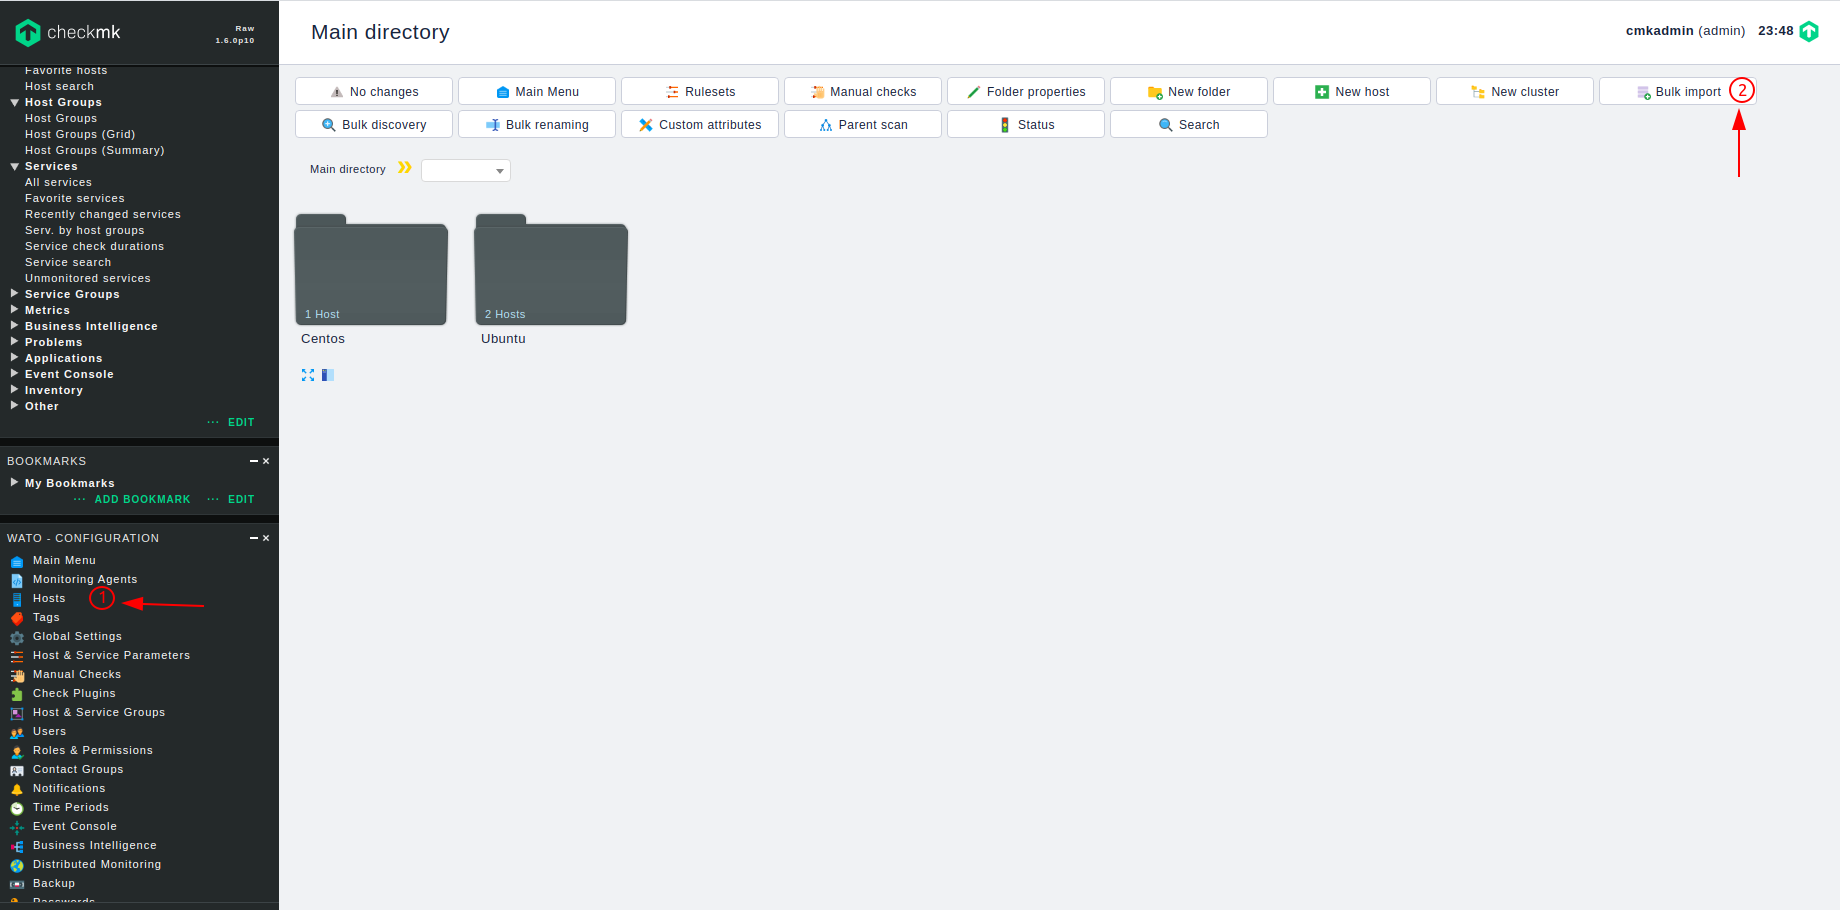 checkmk
Raw
1.6.0p10
Favorite hosts
Host search
Host Groups
Host Groups
Host Groups (Grid)
Host Groups (Summary)
Services
All services
Favorite services
Recently changed services
Serv. by host groups
Service check durations
Service search
Unmonitored services
Service Groups
Metrics
Business Intelligence
Problems
Applications
Event Console
Inventory
Other
EDIT
BOOKMARKS
My Bookmarks
ADD BOOKMARK EDIT
WATO - CONFIGURATION
Main Menu
Monitoring Agents
Hosts 1
Tags
Global Settings
Host & Service Parameters
Manual Checks
Check Plugins
Host & Service Groups
Users
Roles & Permissions
Contact Groups
Notifications
Time Periods
Event Console
Business Intelligence
Distributed Monitoring
Backup
Passwords
Main directory
cmkadmin (admin) 23:48
No changes Main Menu Rulesets Manual checks Folder properties New folder New host New cluster Bulk import 2
Bulk discovery Bulk renaming Custom attributes Parent scan Status Search
Main directory
1 Host
Centos
2 Hosts
Ubuntu